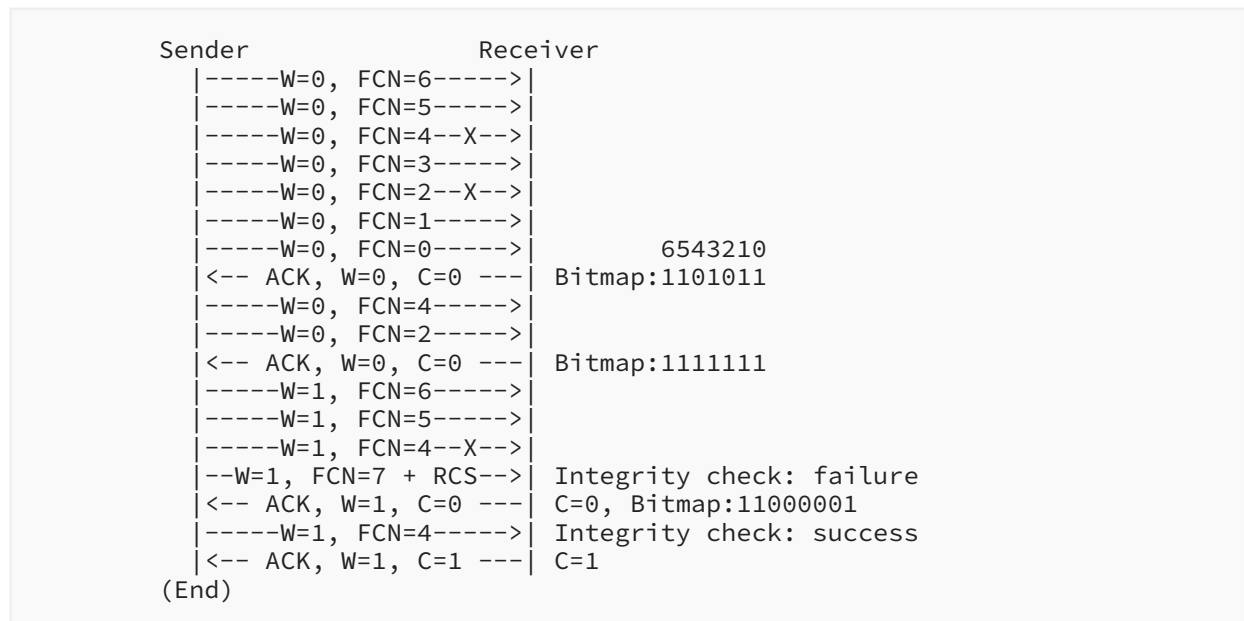 Sender                Receiver
  |-----W=0, FCN=6----->|
  |-----W=0, FCN=5----->|
  |-----W=0, FCN=4--X-->|
  |-----W=0, FCN=3----->|
  |-----W=0, FCN=2--X-->|
  |-----W=0, FCN=1----->|
  |-----W=0, FCN=0----->|        6543210
  |<-- ACK, W=0, C=0 ---| Bitmap:1101011
  |-----W=0, FCN=4----->|
  |-----W=0, FCN=2----->|
  |<-- ACK, W=0, C=0 ---| Bitmap:1111111
  |-----W=1, FCN=6----->|
  |-----W=1, FCN=5----->|
  |-----W=1, FCN=4--X-->|
  |--W=1, FCN=7 + RCS-->| Integrity check: failure
  |<-- ACK, W=1, C=0 ---| C=0, Bitmap:11000001
  |-----W=1, FCN=4----->| Integrity check: success
  |<-- ACK, W=1, C=1 ---| C=1
(End)